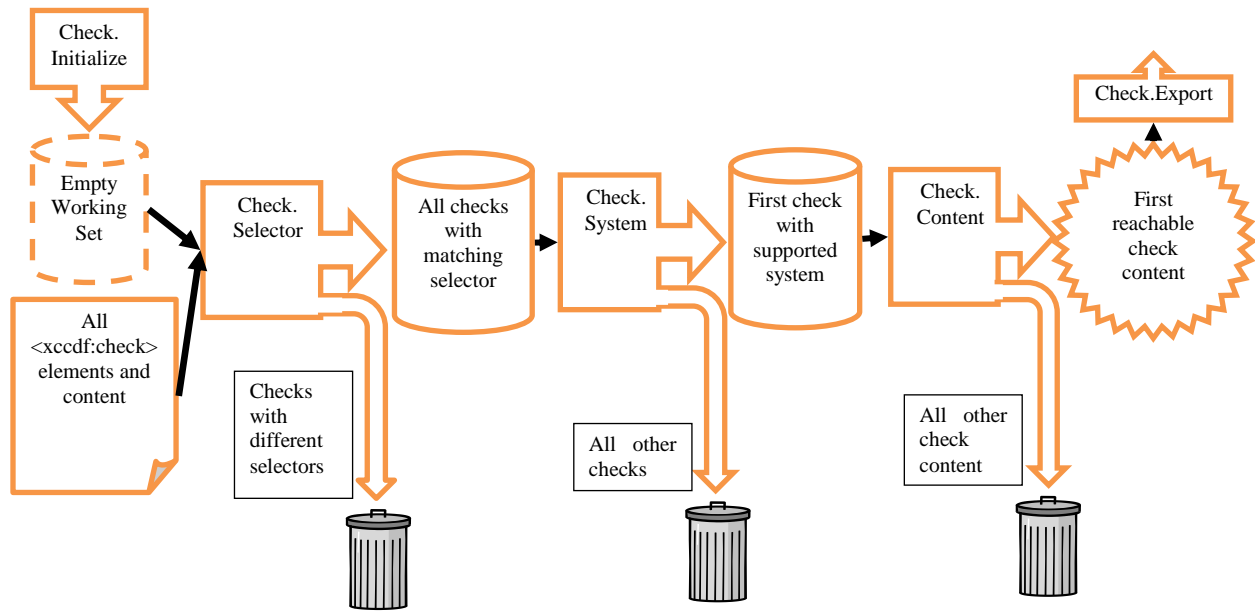 Check.
Initialize
Empty
Working
Set
All
<xccdf:check>
elements and
content
Check.
Selector
Checks
with
different
selectors
All checks
with
matching
selector
Check.
System
All other
checks
First check
with
supported
system
Check.
Content
All other
check
content
First
reachable
check
content
Check.Export